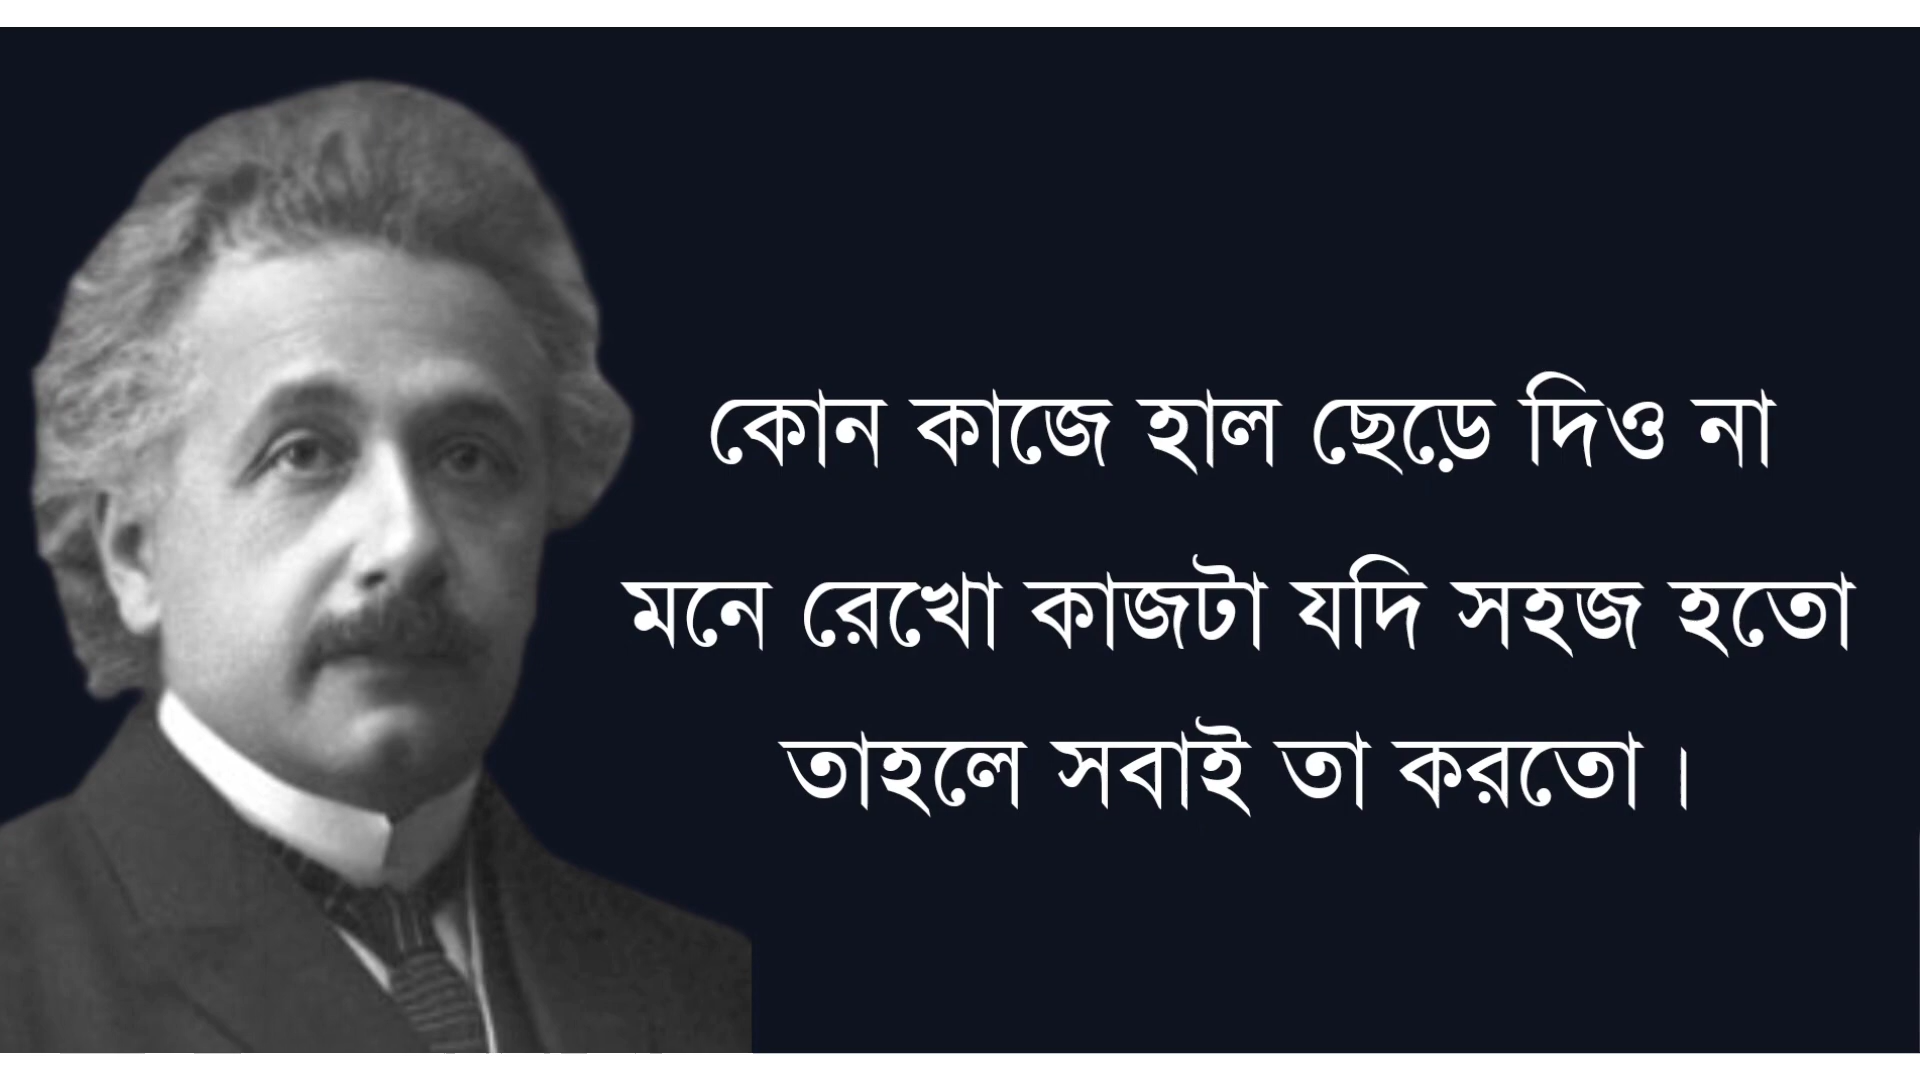 কোন কাজে হাল ছেড়ে দিও না
মনে রেখো কাজটা যদি সহজ হতো
তাহলে সবাই তা করতো।